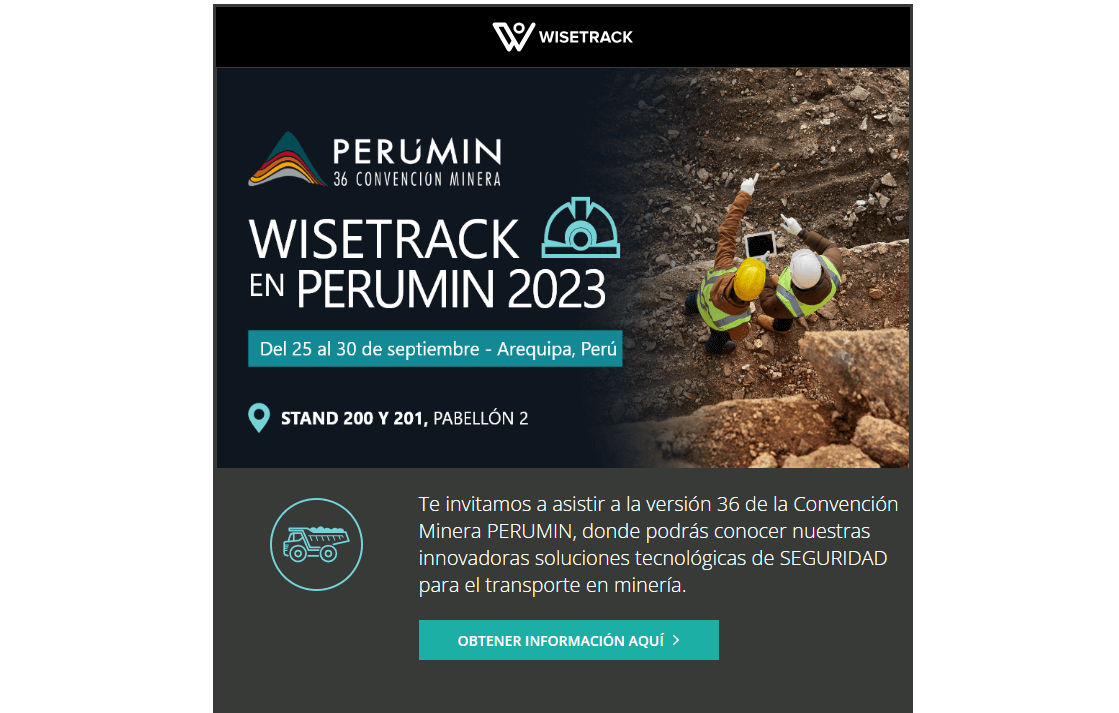 WISETRACK
PERÚMIN
36 CONVENCIÓN MINERA
WISETRACK
EN PERUMIN 2023
Del 25 al 30 de septiembre - Arequipa, Perú
STAND 200 Y 201, PABELLÓN 2
Te invitamos a asistir a la versión 36 de la Convención
Minera PERUMIN, donde podrás conocer nuestras
innovadoras soluciones tecnológicas de SEGURIDAD
para el transporte en minería.
OBTENER INFORMACIÓN AQUÍ >